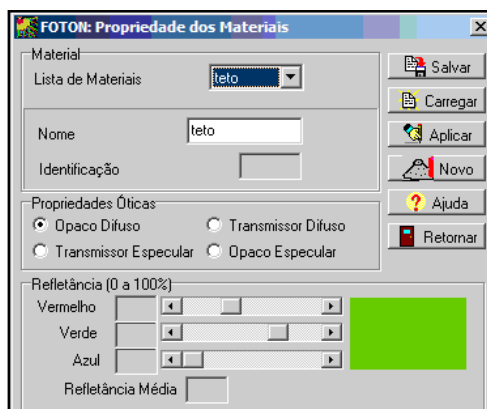 FOTON: Propriedade dos Materiais
Material
Lista de Materiais teto
Nome teto
Identificação
Salvar
Carregar
Aplicar
Novo
Ajuda
Retornar
Propriedades Óticas
Opaco Difuso Transmissor Difuso
Transmissor Especular Opaco Especular
Refletância (0 a 100%)
Vermelho
Verde
Azul
Refletância Média